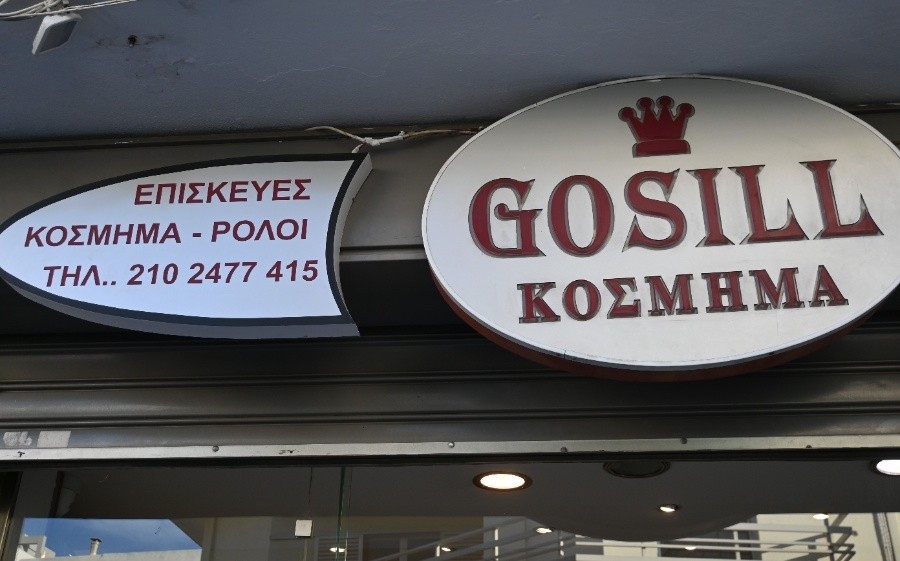 ΕΠΙΣΚΕΥΕΣ
ΚΟΣΜΗΜΑ - ΡΟΛΟΙ
ΤΗΛ.. 210 2477 415
GOSILL
ΚΟΣΜΗΜΑ